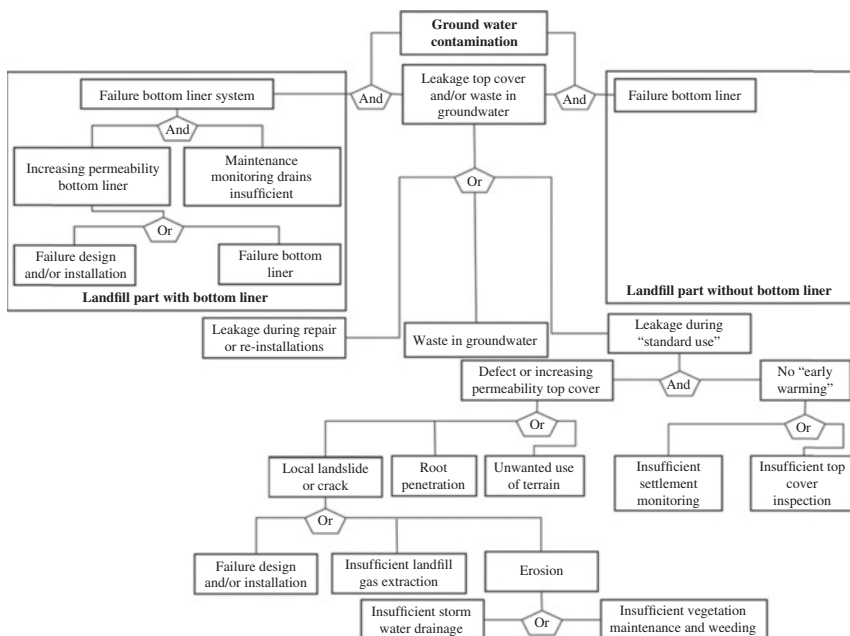 Ground water
contamination
Failure bottom liner system
And
Leakage top cover
and/or waste in
groundwater
And
Failure bottom liner
And
Increasing permeability
bottom liner
Maintenance
monitoring drains
insufficient
Or
Or
Failure design
and/or installation
Failure bottom
liner
Landfill part with bottom liner
Landfill part without bottom liner
Leakage during repair
or re-installations
Waste in groundwater
Leakage during
“standard use”
Defect or increasing
permeability top cover
And
No “early
warming”
Or
Or
Local landslide
or crack
Root
penetration
Unwanted use
of terrain
Insufficient
settlement
monitoring
Insufficient top
cover
inspection
Or
Failure design
and/or installation
Insufficient landfill
gas extraction
Erosion
Insufficient storm
water drainage
Or
Insufficient vegetation
maintenance and weeding